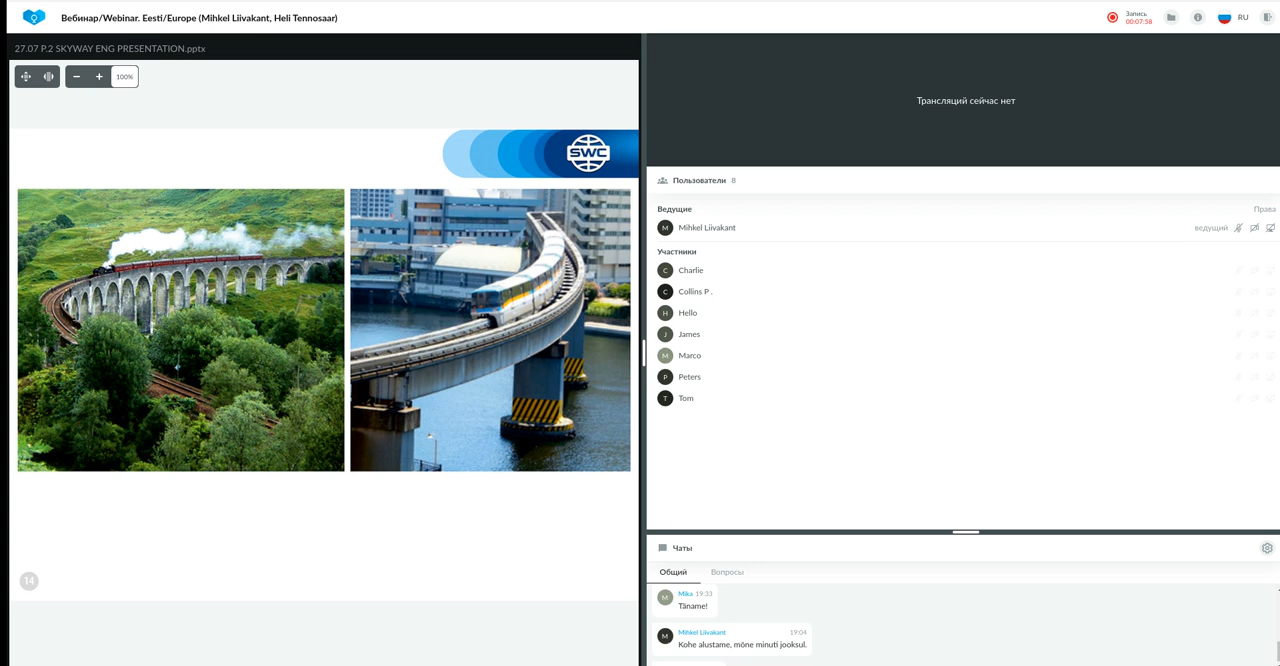 Вебинар/Webinar. Eesti/Europe (Mihkel Liivakant, Heli Tennosaar)
Запись
00:07:58
RU
27.07 P.2 SKYWAY ENG PRESENTATION.pptx
100%
SWC
14
Трансляций сейчас нет
Пользователи 8
Ведущие
Права
M Mihkel Liivakant
ведущий
Участники
C Charlie
C Collins P .
H Hello
J James
M Marco
P Peters
T Tom
Чаты
Общий
Вопросы
M Mika 19:33
Täname!
M Mihkel Liivakant 19:04
Kohe alustame, mõne minuti jooksul.